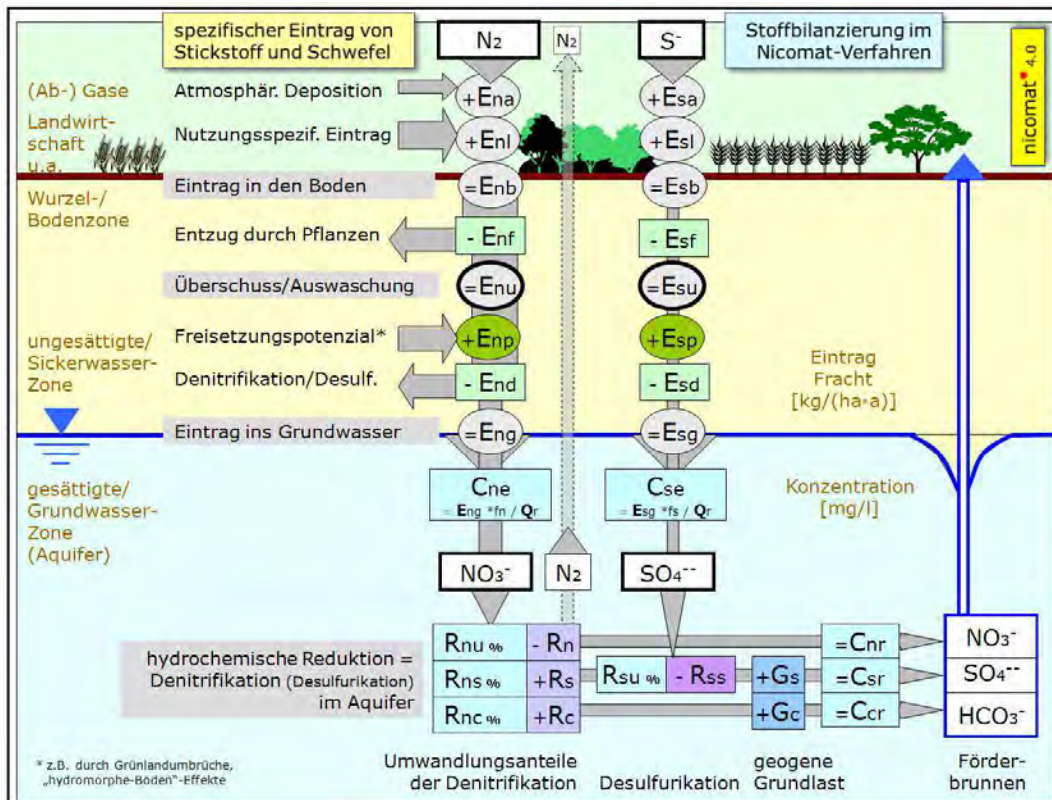 spezifischer Eintrag von
Stickstoff und Schwefel
N2
N2
S-
Stoffbilanzierung im
Nicomat-Verfahren
nicomat* 4.0
(Ab-) Gase
Atmosphär. Deposition
+Ena
+Esa
Landwirt-
schaft
u.a.
Nutzungsspezif. Eintrag
+Enl
+Esl
Eintrag in den Boden
=Enb
=Esb
Wurzel-/
Bodenzone
Entzug durch Pflanzen
- Enf
- Esf
Überschuss/Auswaschung
=Enu
=Esu
ungesättigte/
Sickerwasser-
Zone
Freisetzungspotenzial*
+Enp
+Esp
Denitrifikation/Desulf.
- End
- Esd
Eintrag
Fracht
[kg/(ha*a)]
Eintrag ins Grundwasser
=Eng
=Esg
gesättigte/
Grundwasser-
Zone
(Aquifer)
Cne
= Eng *fn / Qr
Cse
= Esg *fs / Qr
Konzentration
[mg/l]
NO3-
N2
SO4--
hydrochemische Reduktion =
Denitrifikation (Desulfurikation)
im Aquifer
Rnu % - Rn =Cnr NO3-
Rns % +Rs Rsu % - Rss +Gs =Csr SO4--
Rnc % +Rc +Gc =Ccr HCO3-
* z.B. durch Grünlandumbrüche,
„hydromorphe-Böden"-Effekte
Umwandlungsanteile
der Denitrifikation
Desulfurikation
geogene
Grundlast
Förder-
brunnen